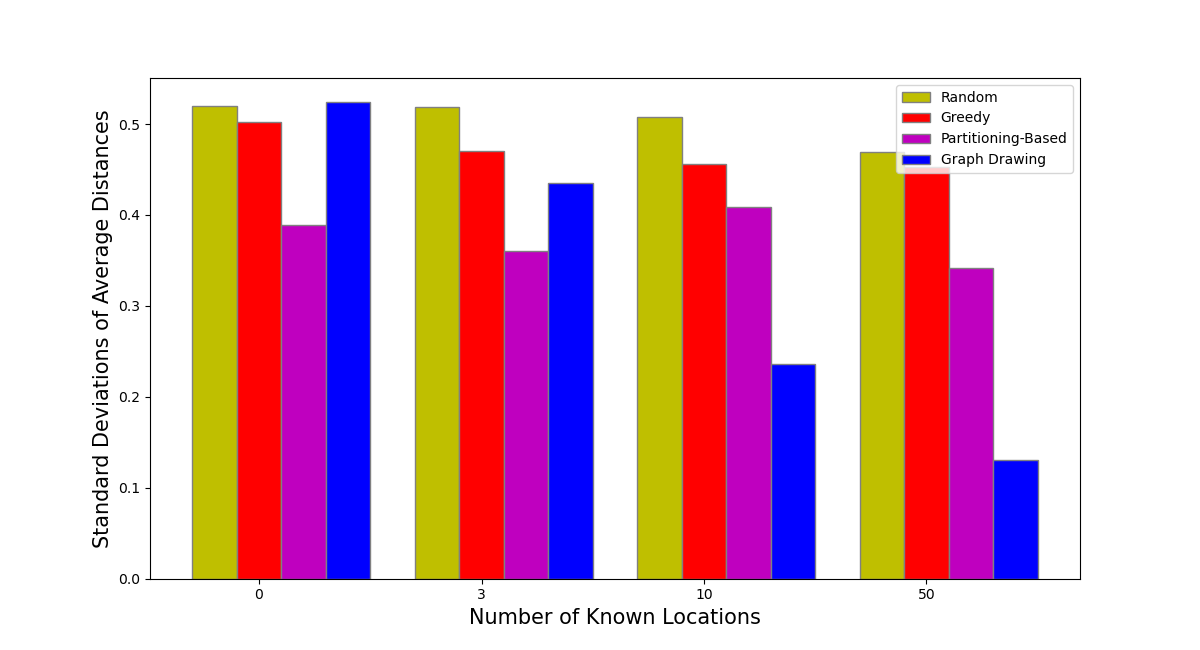 Standard Deviations of Average Distances
0.5
0.4
0.3
0.2
0.1
0.0
Random
Greedy
Partitioning-Based
Graph Drawing
0 3 10 50
Number of Known Locations